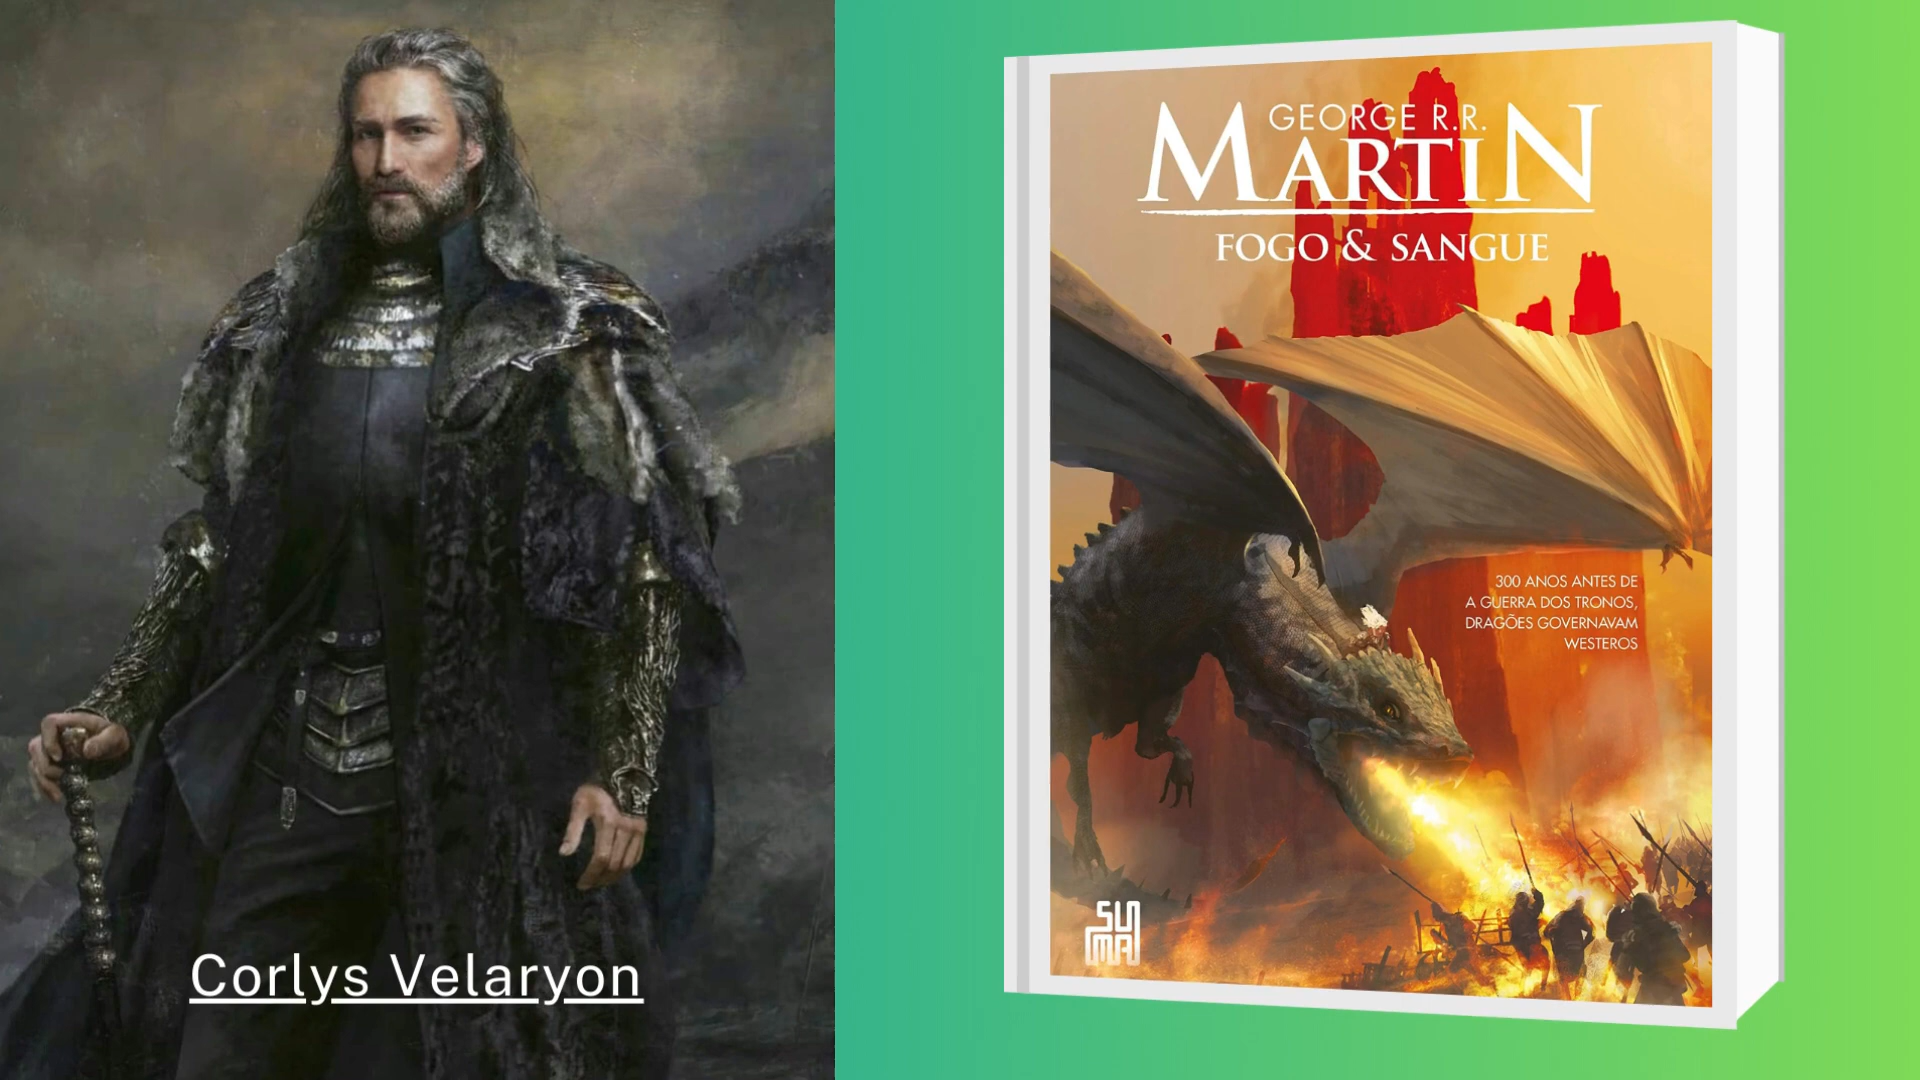 Corlys Velaryon
GEORGE R.R.
MARTIN
FOGO & SANGUE
300 ANOS ANTES DE
A GUERRA DOS TRONOS,
DRAGÕES GOVERNAVAM
WESTEROS
SUMA